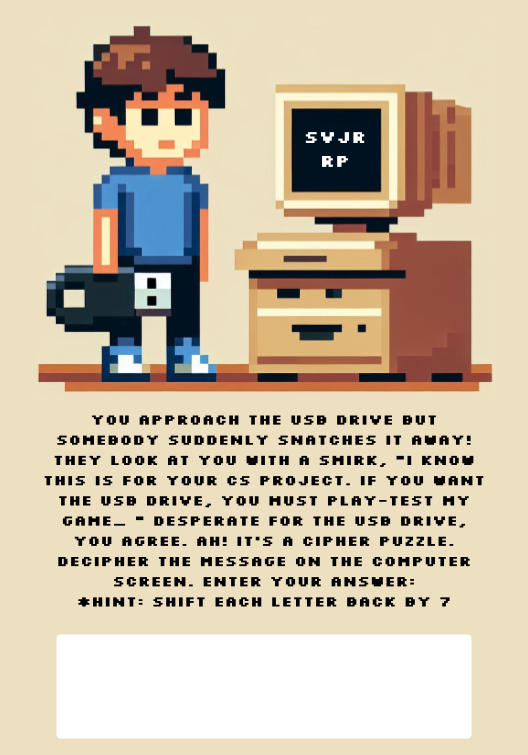 SVJR
RP
YOU APPROACH THE USB DRIVE BUT
SOMEBODY SUDDENLY SNATCHES IT AWAY!
THEY LOOK AT YOU WITH A SMIRK, "I KNOW
THIS IS FOR YOUR CS PROJECT. IF YOU WANT
THE USB DRIVE, YOU MUST PLAY-TEST MY
GAME… " DESPERATE FOR THE USB DRIVE,
YOU AGREE. AH! IT'S A CIPHER PUZZLE.
DECIPHER THE MESSAGE ON THE COMPUTER
SCREEN. ENTER YOUR ANSWER:
*HINT: SHIFT EACH LETTER BACK BY 7